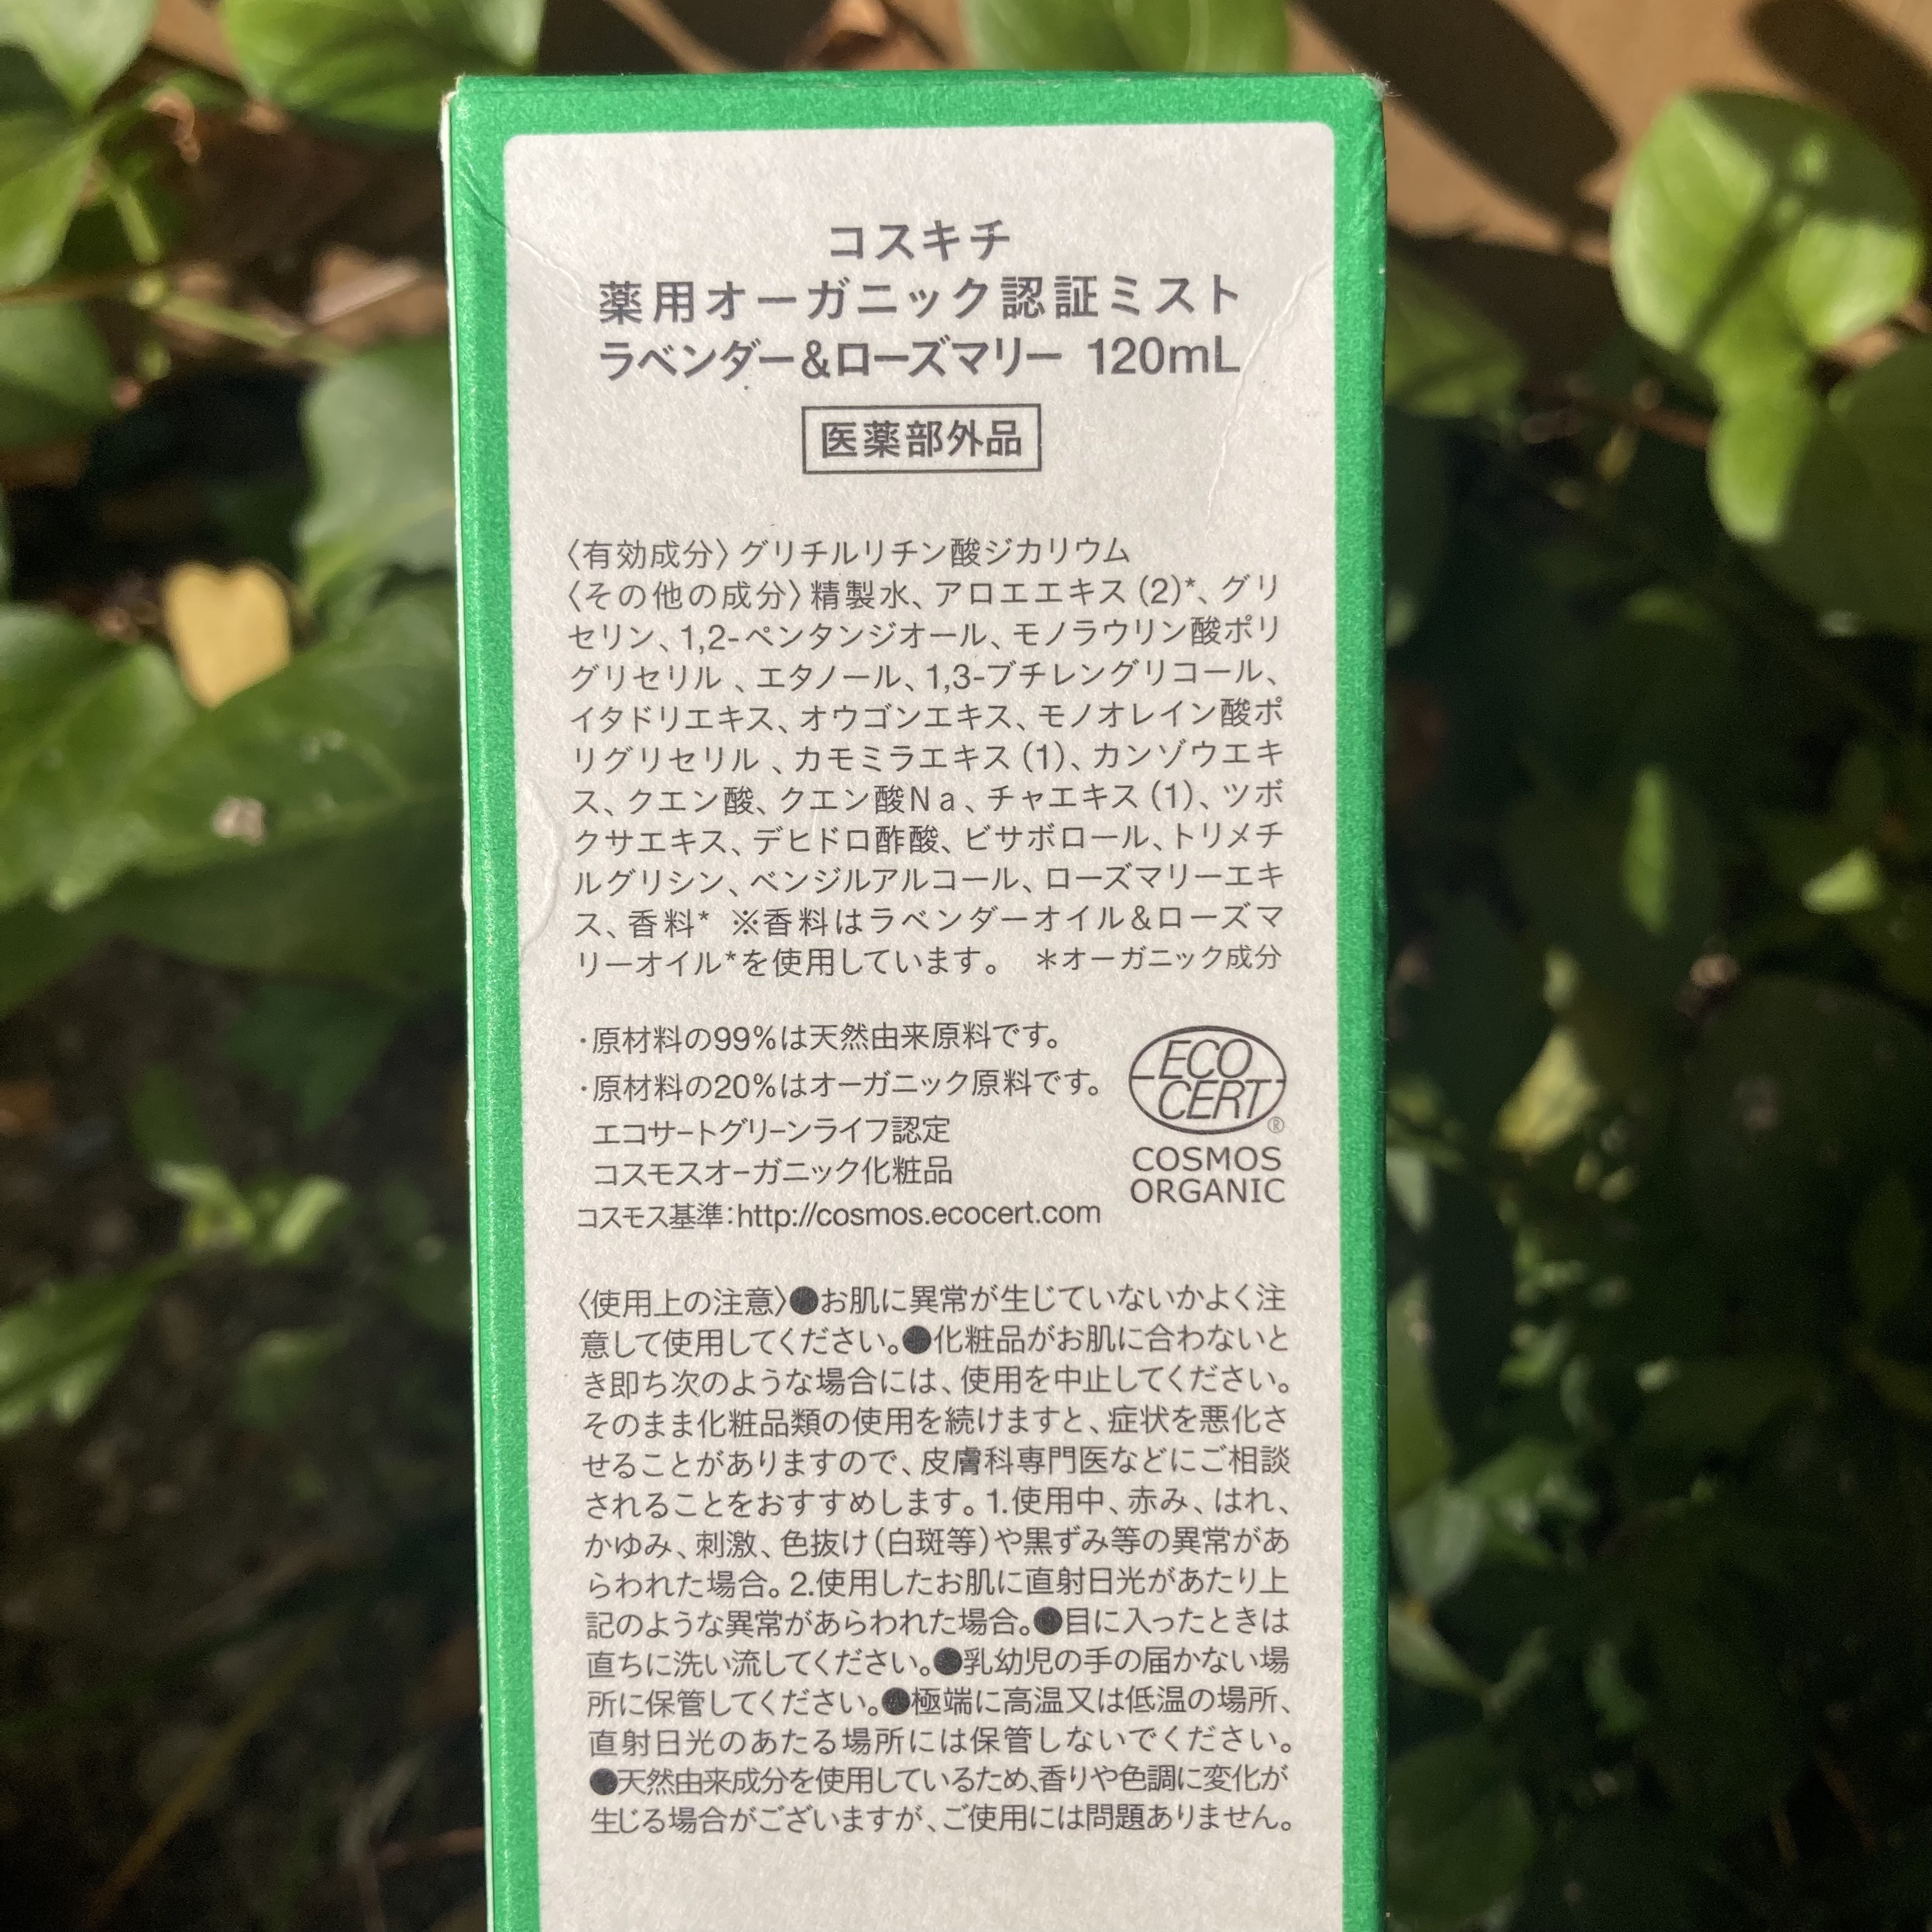 コスキチ
薬用オーガニック認証ミスト
ラベンダー&ローズマリー 120mL
医薬部外品
〈有効成分〉グリチルリチン酸ジカリウム
〈その他の成分〉精製水、アロエエキス(2)*、グリ
セリン、1,2-ペンタンジオール、モノラウリン酸ポリ
グリセリル、エタノール、1,3-ブチレングリコール、
イタドリエキス、オウゴンエキス、モノオレイン酸ポ
リグリセリル、カモミラエキス(1)、カンゾウエキ
ス、クエン酸、クエン酸Na、チャエキス(1)、ツボ
クサエキス、デヒドロ酢酸、ビサボロール、トリメチ
ルグリシン、ベンジルアルコール、ローズマリーエキ
ス、香料* ※香料はラベンダーオイル&ローズマ
リーオイル*を使用しています。 ＊オーガニック成分
・原材料の99%は天然由来原料です。
・原材料の20%はオーガニック原料です。
エコサートグリーンライフ認定
コスモスオーガニック化粧品
コスモス基準:http://cosmos.ecocert.com
ECO
CERT®
COSMOS
ORGANIC
〈使用上の注意〉●お肌に異常が生じていないかよく注
意して使用してください。●化粧品がお肌に合わないと
き即ち次のような場合には、使用を中止してください。
そのまま化粧品類の使用を続けますと、症状を悪化さ
せることがありますので、皮膚科専門医などにご相談
されることをおすすめします。1.使用中、赤み、はれ、
かゆみ、刺激、色抜け(白斑等)や黒ずみ等の異常があ
らわれた場合。2.使用したお肌に直射日光があたり上
記のような異常があらわれた場合。●目に入ったときは
直ちに洗い流してください。●乳幼児の手の届かない場
所に保管してください。●極端に高温又は低温の場所、
直射日光のあたる場所には保管しないでください。
●天然由来成分を使用しているため、香りや色調に変化が
生じる場合がございますが、ご使用には問題ありません。